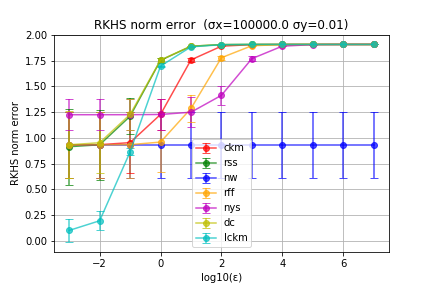 RKHS norm error (σx=100000.0 σy=0.01)
RKHS norm error
2.00
1.75
1.50
1.25
1.00
0.75
0.50
0.25
0.00
ckm
rss
nw
rff
nys
dc
lckm
−2 0 2 4 6
log10(ε)